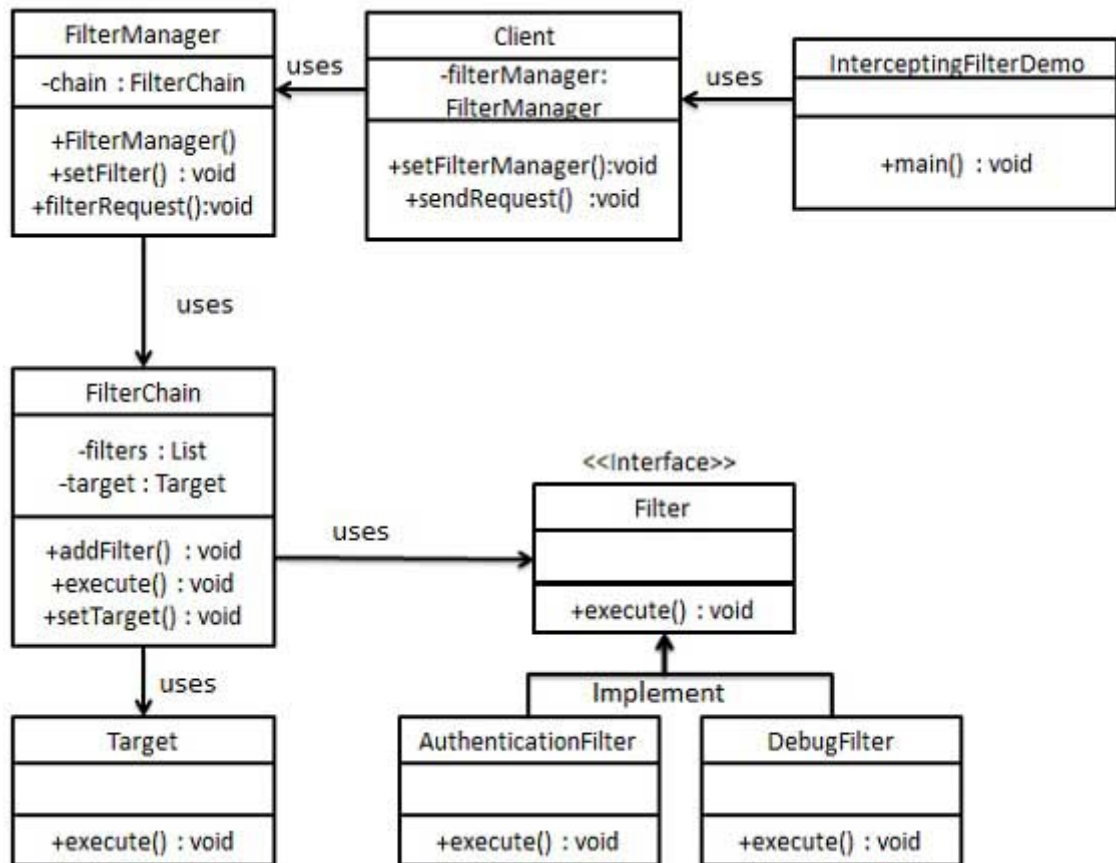 FilterManager
-chain : FilterChain
+FilterManager()
+setFilter() : void
+filterRequest():void
uses
Client
-filterManager:
FilterManager
+setFilterManager():void
+sendRequest() :void
uses
InterceptingFilterDemo
+main() : void
uses
FilterChain
-filters : List
-target : Target
+addFilter() : void
+execute() : void
+setTarget() : void
uses
<<Interface>>
Filter
+execute() : void
uses
Implement
Target
+execute() : void
AuthenticationFilter
+execute() : void
DebugFilter
+execute() : void